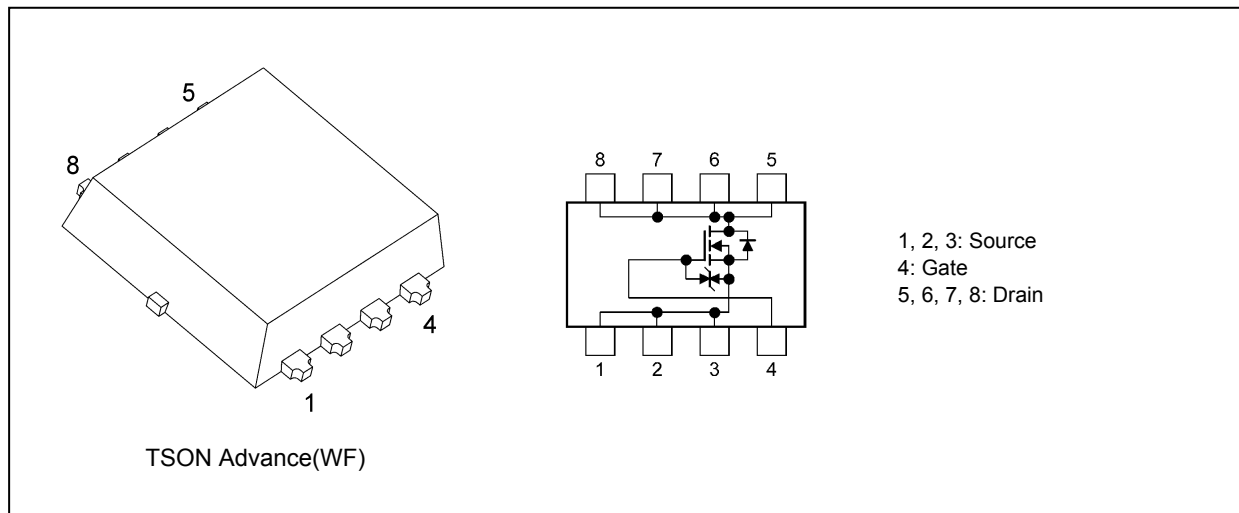 5
8
4
1
TSON Advance(WF)
8 7 6 5
1 2 3 4
1, 2, 3: Source
4: Gate
5, 6, 7, 8: Drain